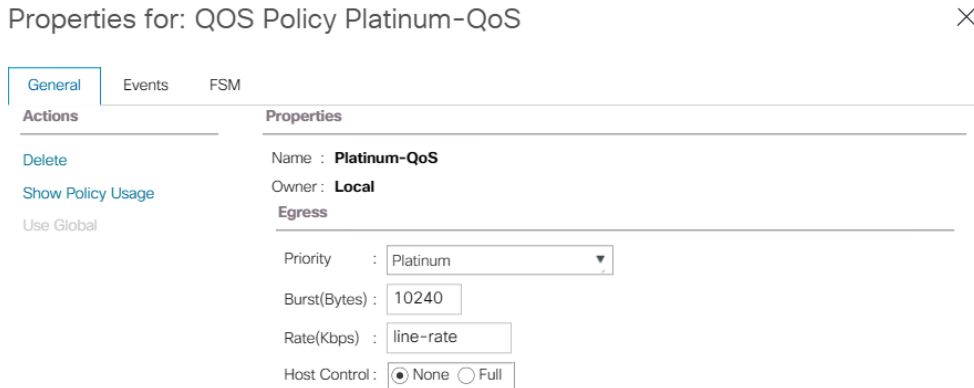 Properties for: QOS Policy Platinum-QoS
General Events FSM
Actions
Delete
Show Policy Usage
Use Global
Properties
Name : Platinum-QoS
Owner : Local
Egress
Priority : Platinum
Burst(Bytes) : 10240
Rate(Kbps) : line-rate
Host Control : None Full